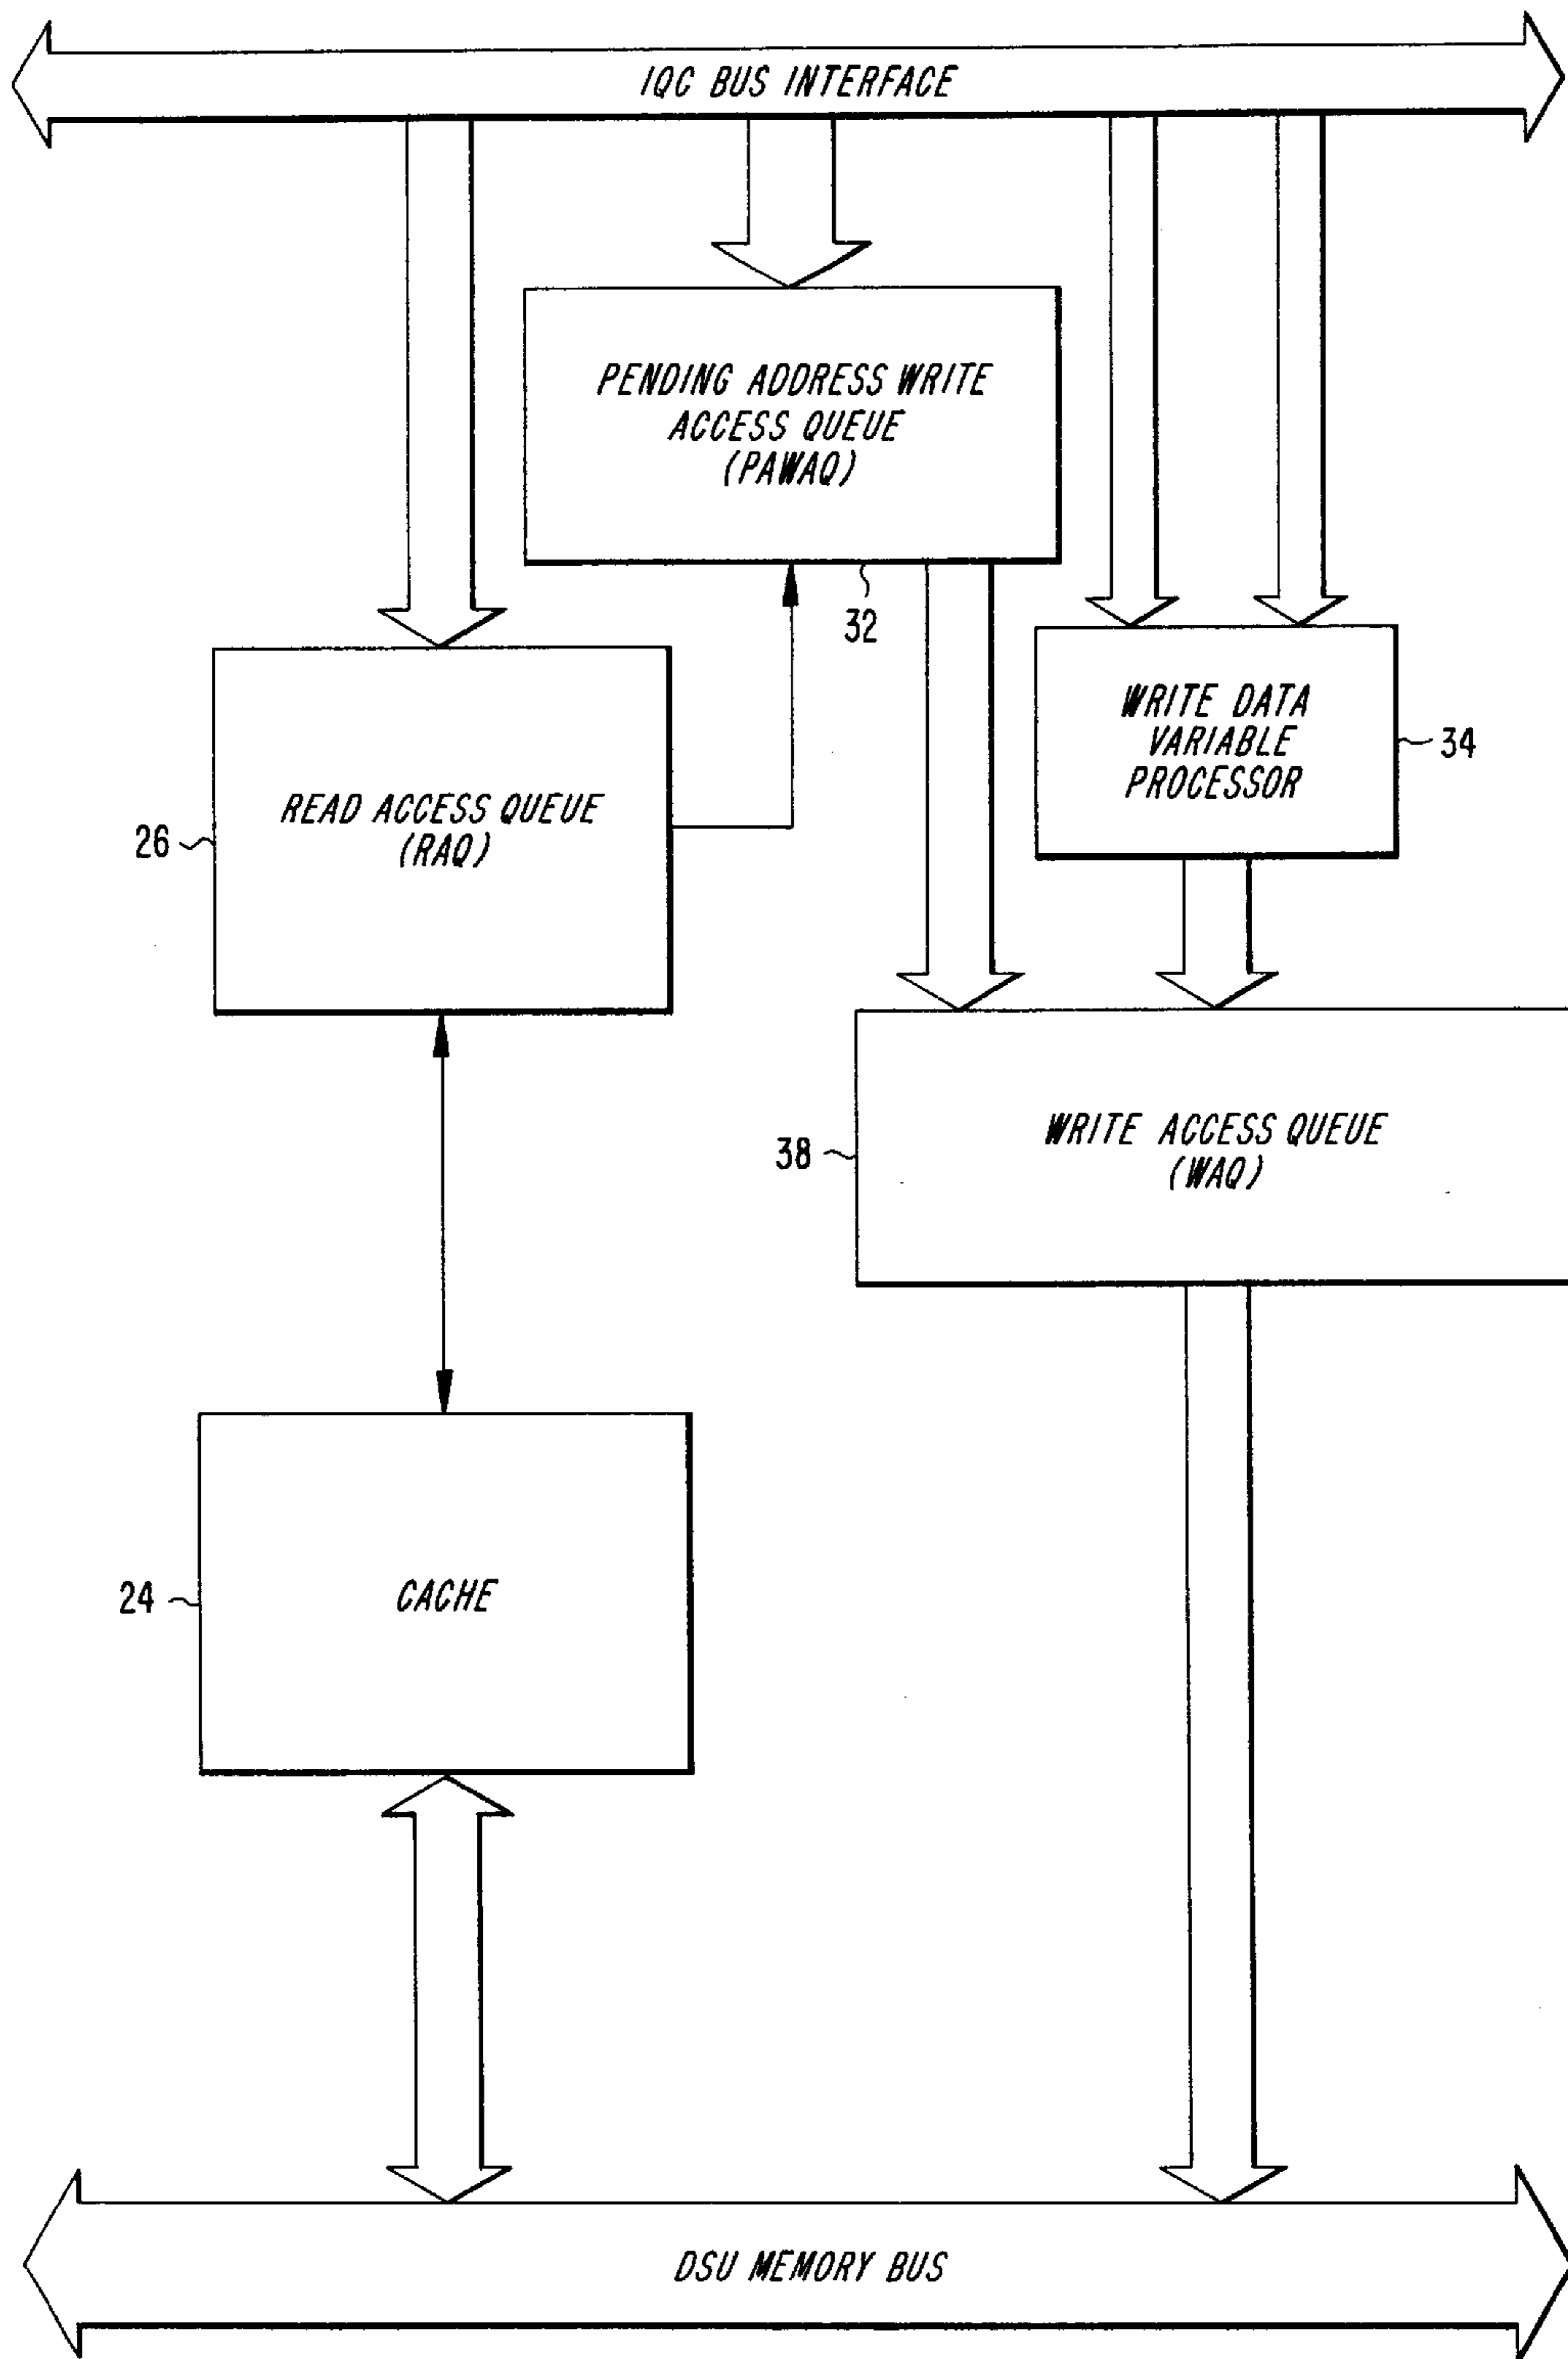 IQC BUS INTERFACE
PENDING ADDRESS WRITE
ACCESS QUEUE
(PAWAQ)
32
WRITE DATA
VARIABLE
PROCESSOR
34
READ ACCESS QUEUE
(RAQ)
26
WRITE ACCESS QUEUE
(WAQ)
38
CACHE
24
DSU MEMORY BUS